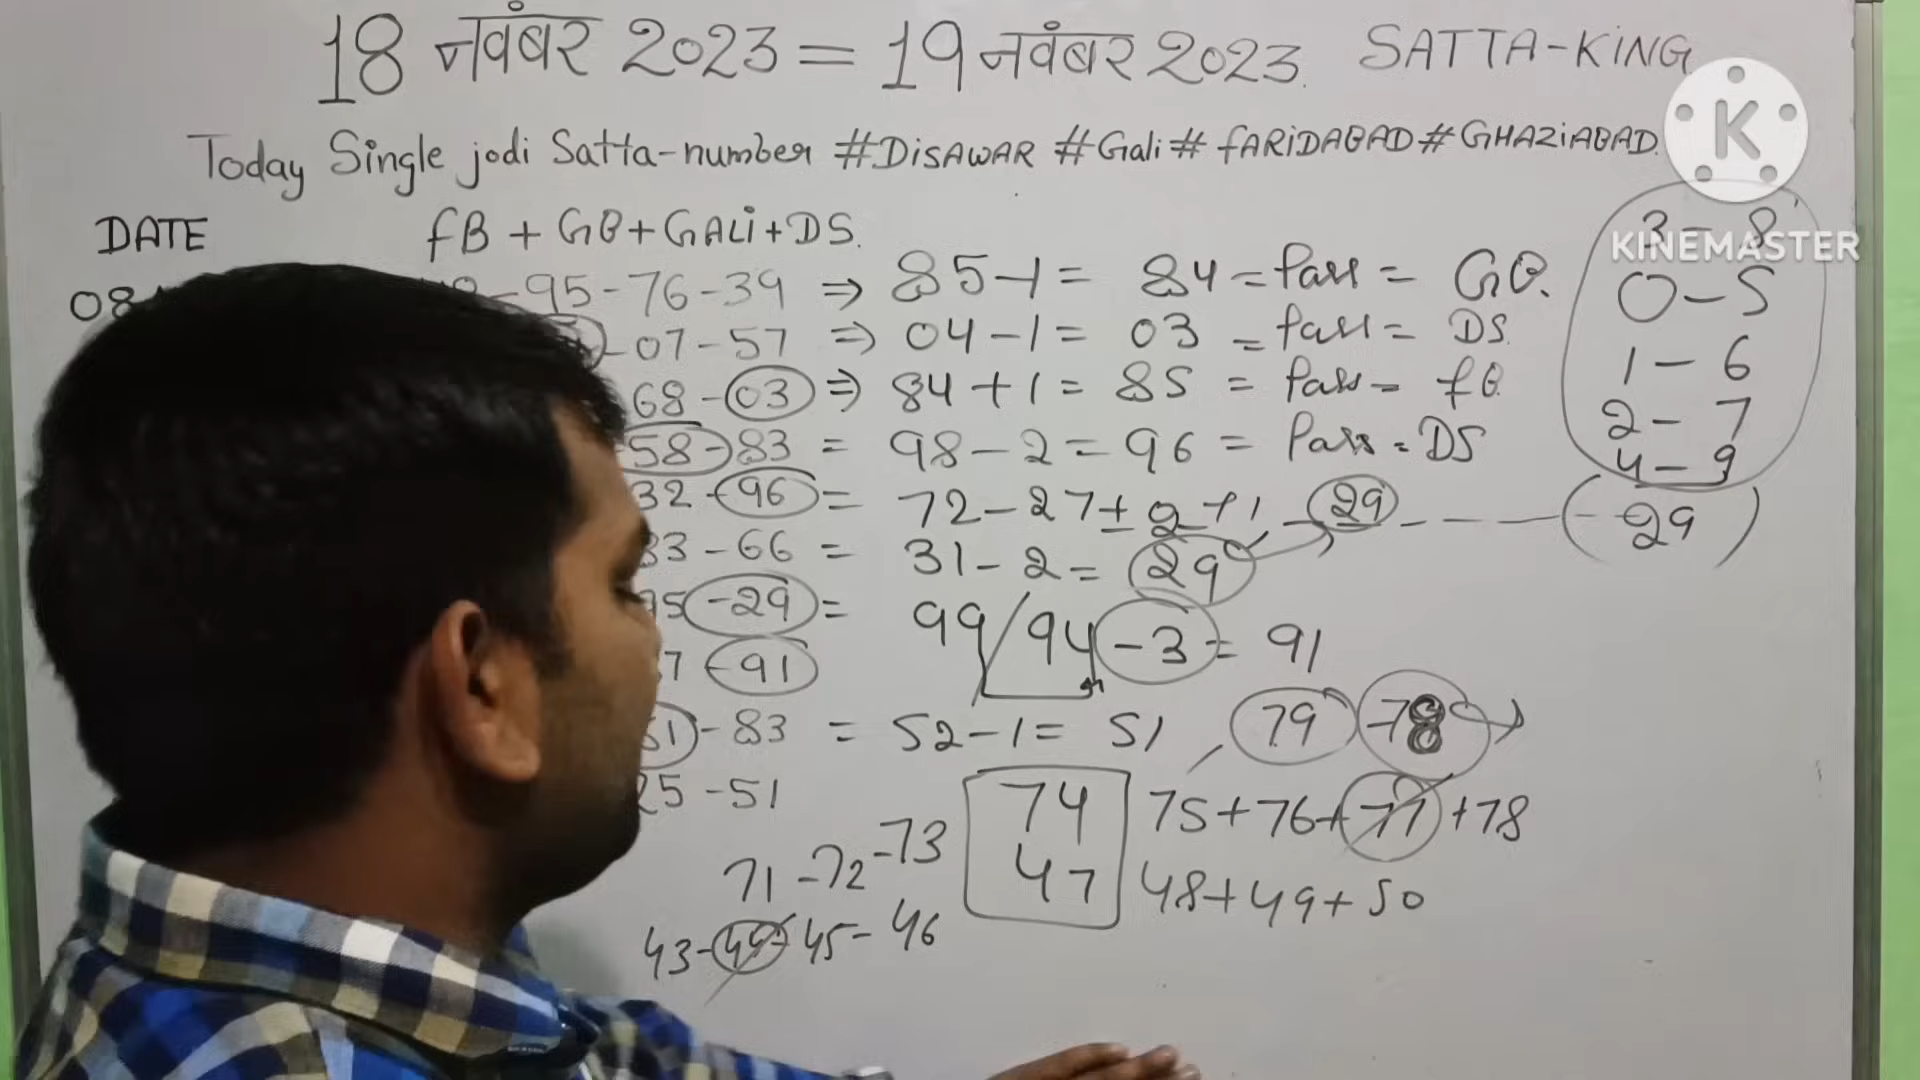 18 नवंबर 2023 = 19 नवंबर 2023 SATTA-KiNG
Today Single jodi Satta-number #DiSAWAR #Gali# fARiDABAD#GHAZiABAD
K
KINEMASTER
DATE fB + GB+GALi+DS.
08 -95-76-39 ⇒ 85-1= 84=Pass= GB.
-07-57 ⇒ 04-1= 03 =Pass= DS
68-03 ⇒ 84+1= 85 = Pass= fB
58-83 = 98-2=96= Pass=DS
32-96 = 72-27±2+1 -29------(-29)
33-66 = 31-2= 29
95-29 = 99/94-3= 91
7-91
51-83 = 52-1= 51 79 -78
25-51
74 75+76+77+78
71-72-73
47 48+49+50
43-44-45-46
3-8
0-5
1-6
2-7
4-9